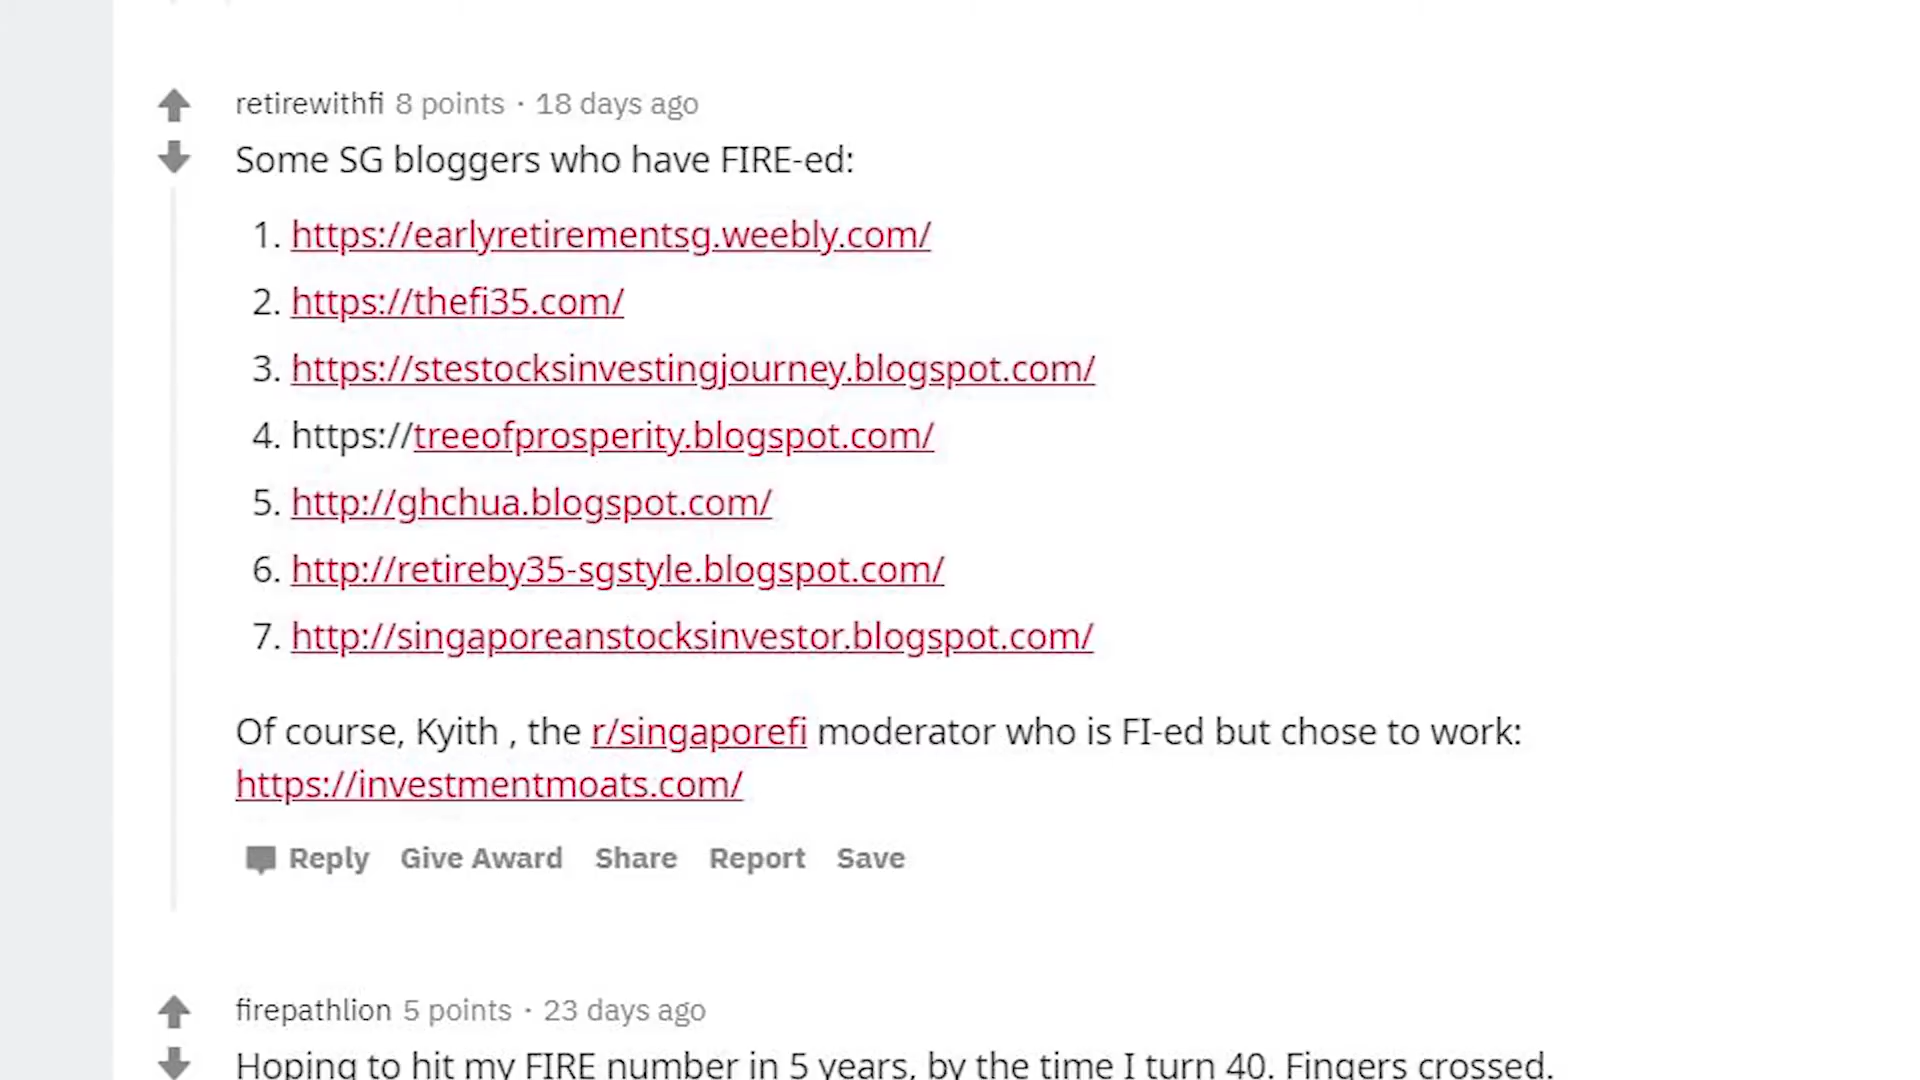 retirewithfi 8 points · 18 days ago
Some SG bloggers who have FIRE-ed:
1. https://earlyretirementsg.weebly.com/
2. https://thefi35.com/
3. https://stestocksinvestingjourney.blogspot.com/
4. https://treeofprosperity.blogspot.com/
5. http://ghchua.blogspot.com/
6. http://retireby35-sgstyle.blogspot.com/
7. http://singaporeanstocksinvestor.blogspot.com/
Of course, Kyith , the r/singaporefi moderator who is FI-ed but chose to work:
https://investmentmoats.com/
Reply Give Award Share Report Save
firepathlion 5 points · 23 days ago
Hoping to hit my FIRE number in 5 years, by the time I turn 40. Fingers crossed.